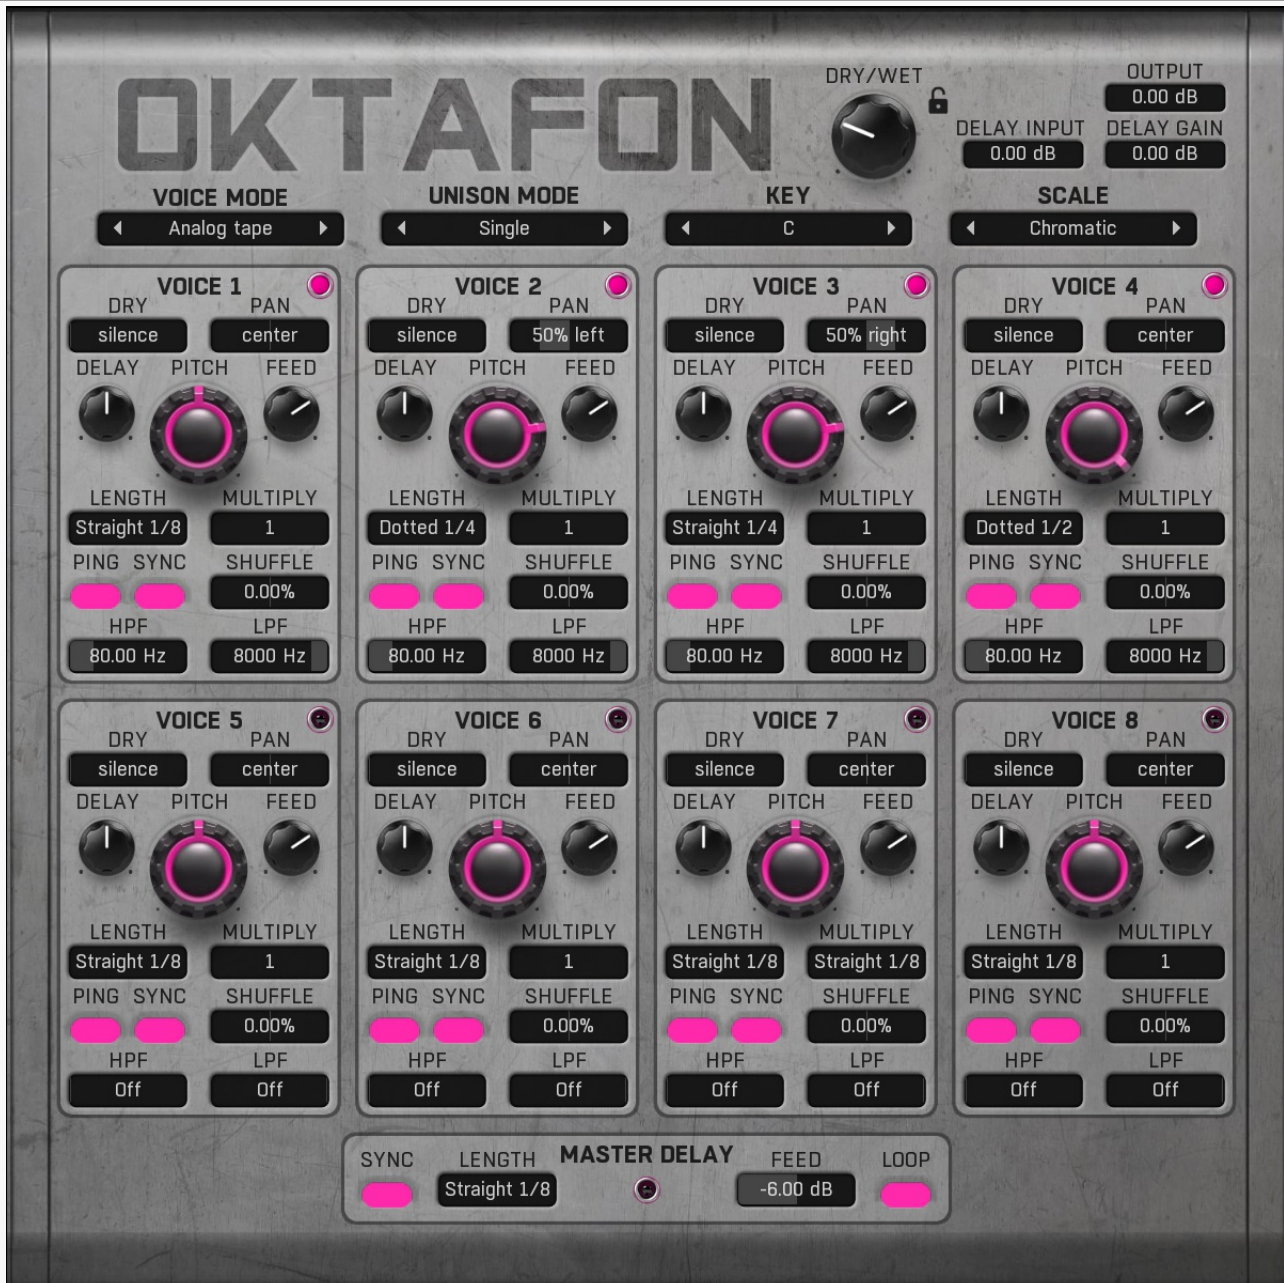 OKTAFON
DRY/WET
OUTPUT
0.00 dB
DELAY INPUT DELAY GAIN
0.00 dB 0.00 dB
VOICE MODE UNISON MODE KEY SCALE
Analog tape Single C Chromatic
VOICE 1 VOICE 2 VOICE 3 VOICE 4
DRY PAN DRY PAN DRY PAN DRY PAN
silence center silence 50% left silence 50% right silence center
DELAY PITCH FEED DELAY PITCH FEED DELAY PITCH FEED DELAY PITCH FEED
LENGTH MULTIPLY LENGTH MULTIPLY LENGTH MULTIPLY LENGTH MULTIPLY
Straight 1/8 1 Dotted 1/4 1 Straight 1/4 1 Dotted 1/2 1
PING SYNC SHUFFLE PING SYNC SHUFFLE PING SYNC SHUFFLE PING SYNC SHUFFLE
0.00% 0.00% 0.00% 0.00%
HPF LPF HPF LPF HPF LPF HPF LPF
80.00 Hz 8000 Hz 80.00 Hz 8000 Hz 80.00 Hz 8000 Hz 80.00 Hz 8000 Hz
VOICE 5 VOICE 6 VOICE 7 VOICE 8
DRY PAN DRY PAN DRY PAN DRY PAN
silence center silence center silence center silence center
DELAY PITCH FEED DELAY PITCH FEED DELAY PITCH FEED DELAY PITCH FEED
LENGTH MULTIPLY LENGTH MULTIPLY LENGTH MULTIPLY LENGTH MULTIPLY
Straight 1/8 1 Straight 1/8 1 Straight 1/8 Straight 1/8 Straight 1/8 1
PING SYNC SHUFFLE PING SYNC SHUFFLE PING SYNC SHUFFLE PING SYNC SHUFFLE
0.00% 0.00% 0.00% 0.00%
HPF LPF HPF LPF HPF LPF HPF LPF
Off Off Off Off Off Off Off Off
SYNC LENGTH MASTER DELAY FEED LOOP
Straight 1/8 -6.00 dB